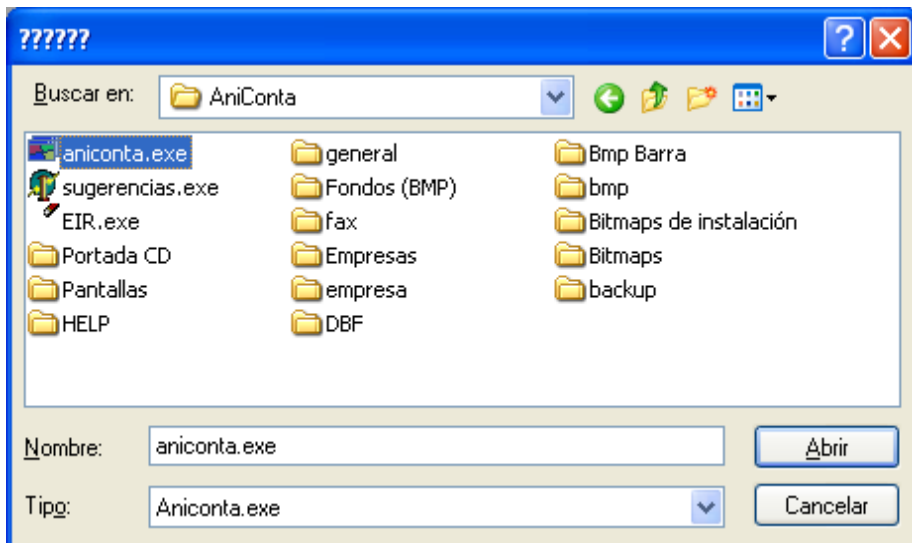 ??????
Buscar en: AniConta
aniconta.exe general Bmp Barra
sugerencias.exe Fondos (BMP) bmp
EIR.exe fax Bitmaps de instalación
Portada CD Empresas Bitmaps
Pantallas empresa backup
HELP DBF
Nombre: aniconta.exe Abrir
Tipo: Aniconta.exe Cancelar